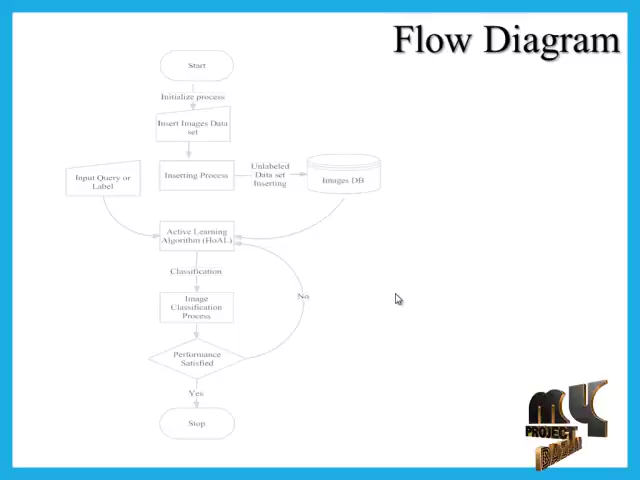 Flow Diagram
Start
Initialize process
Insert Images Data
set
Input Query or
Label
Inserting Process
Unlabeled
Data set
Inserting
Images DB
Active Learning
Algorithm (HoAL)
Classification
Image
Classification
Process
No
Performance
Satisfied
Yes
Stop
MY
PROJECT
BAZAAR